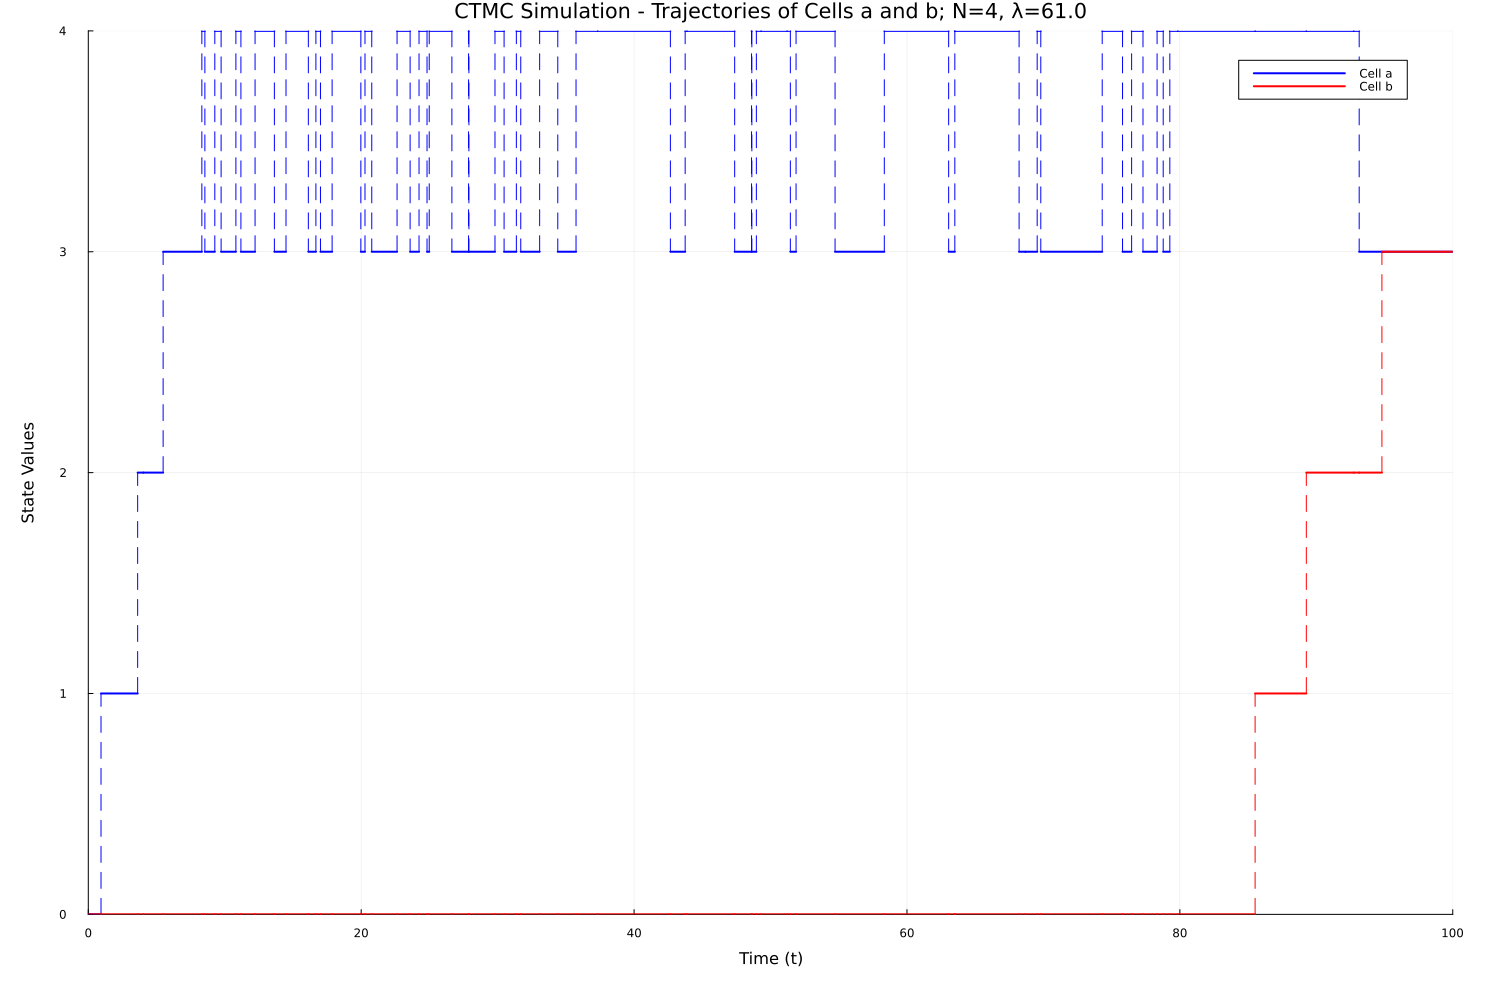 CTMC Simulation - Trajectories of Cells a and b; N=4, λ=61.0
4
Cell a
Cell b
3
State Values
2
1
0
0 20 40 60 80 100
Time (t)